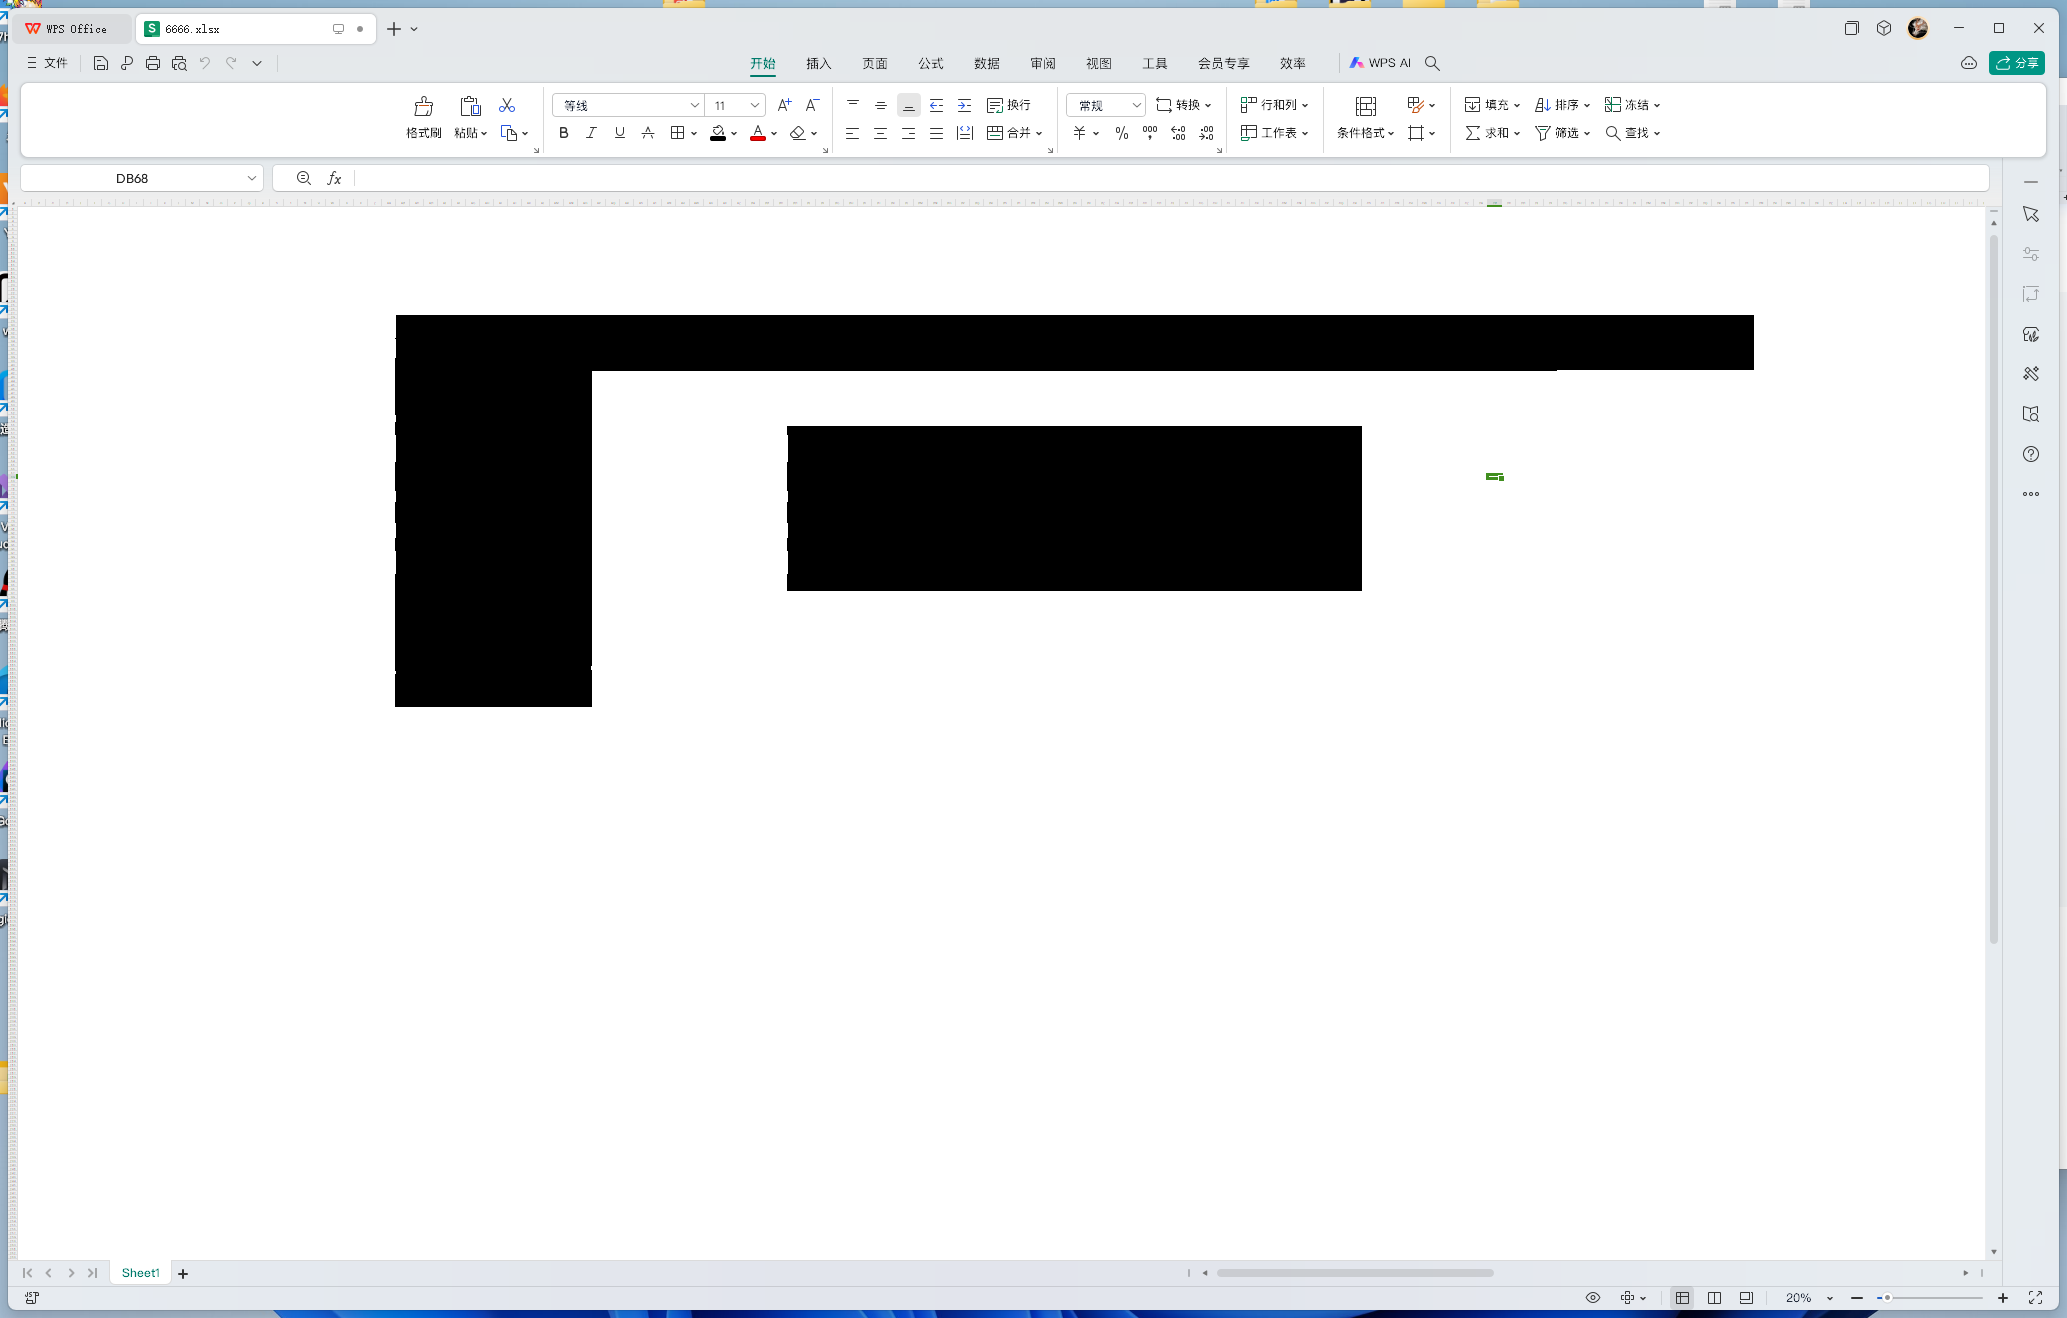 WPS Office
6666.xlsx
文件
开始
插入
页面
公式
数据
审阅
视图
工具
会员专享
效率
WPS AI
分享
格式刷
粘贴
等线
11
换行
合并
常规
转换
行和列
工作表
条件格式
填充
排序
冻结
求和
筛选
查找
DB68
fx
Sheet1
20%